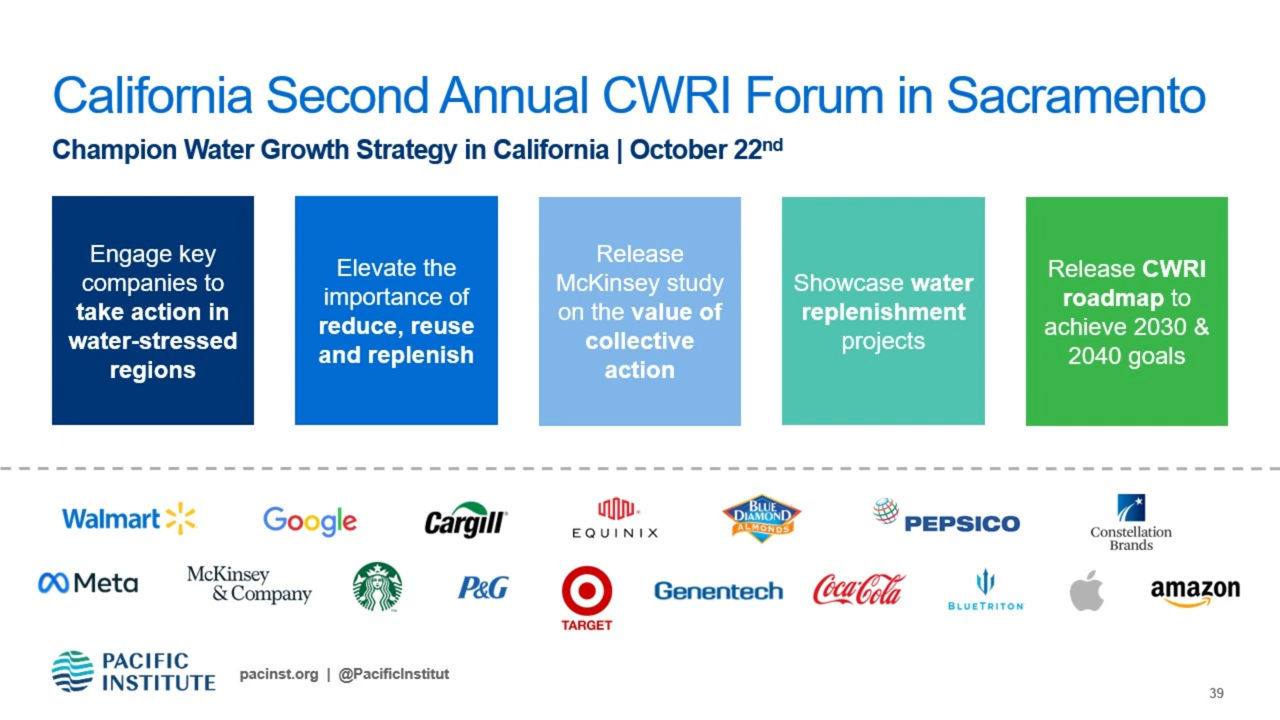 California Second Annual CWRI Forum in Sacramento
Champion Water Growth Strategy in California | October 22nd
Engage key
companies to
take action in
water-stressed
regions
Elevate the
importance of
reduce, reuse
and replenish
Release
McKinsey study
on the value of
collective
action
Showcase water
replenishment
projects
Release CWRI
roadmap to
achieve 2030 &
2040 goals
Walmart
Google
Cargill
EQUINIX
BLUE
DIAMOND
ALMONDS
PEPSICO
Constellation
Brands
Meta
McKinsey
& Company
P&G
TARGET
Genentech
Coca-Cola
BLUETRITON
amazon
PACIFIC
INSTITUTE
pacinst.org | @PacificInstitut
39